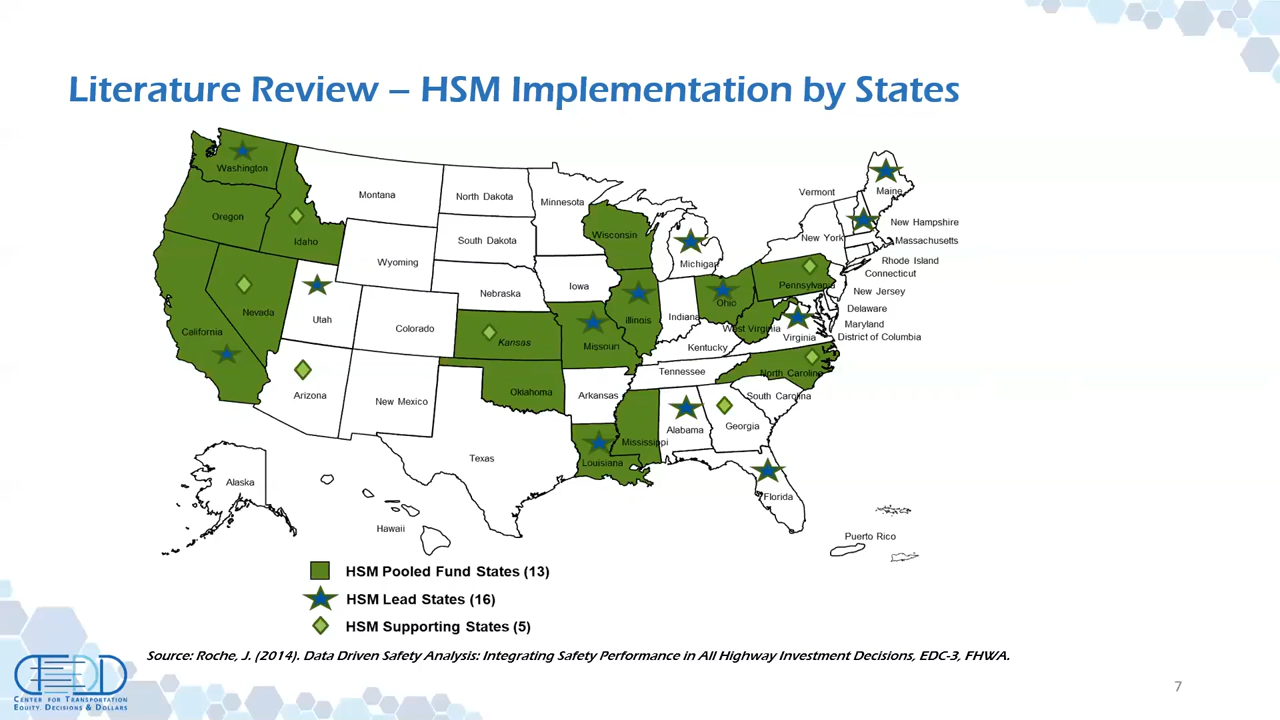 Literature Review – HSM Implementation by States
Washington
Montana
North Dakota
Minnesota
Vermont
Maine
Oregon
Idaho
Wyoming
South Dakota
Wisconsin
Michigan
New York
New Hampshire
Massachusetts
Rhode Island
Connecticut
Nevada
Utah
Colorado
Nebraska
Iowa
Illinois
Indiana
Ohio
Pennsylvania
New Jersey
Delaware
Maryland
District of Columbia
California
Kansas
Missouri
Kentucky
West Virginia
Virginia
Arizona
New Mexico
Oklahoma
Arkansas
Tennessee
North Carolina
South Carolina
Texas
Louisiana
Mississippi
Alabama
Georgia
Florida
Alaska
Hawaii
Puerto Rico
HSM Pooled Fund States (13)
HSM Lead States (16)
HSM Supporting States (5)
Source: Roche, J. (2014). Data Driven Safety Analysis: Integrating Safety Performance in All Highway Investment Decisions, EDC-3, FHWA.
CEDD
Center for Transportation
Equity, Decisions & Dollars
7